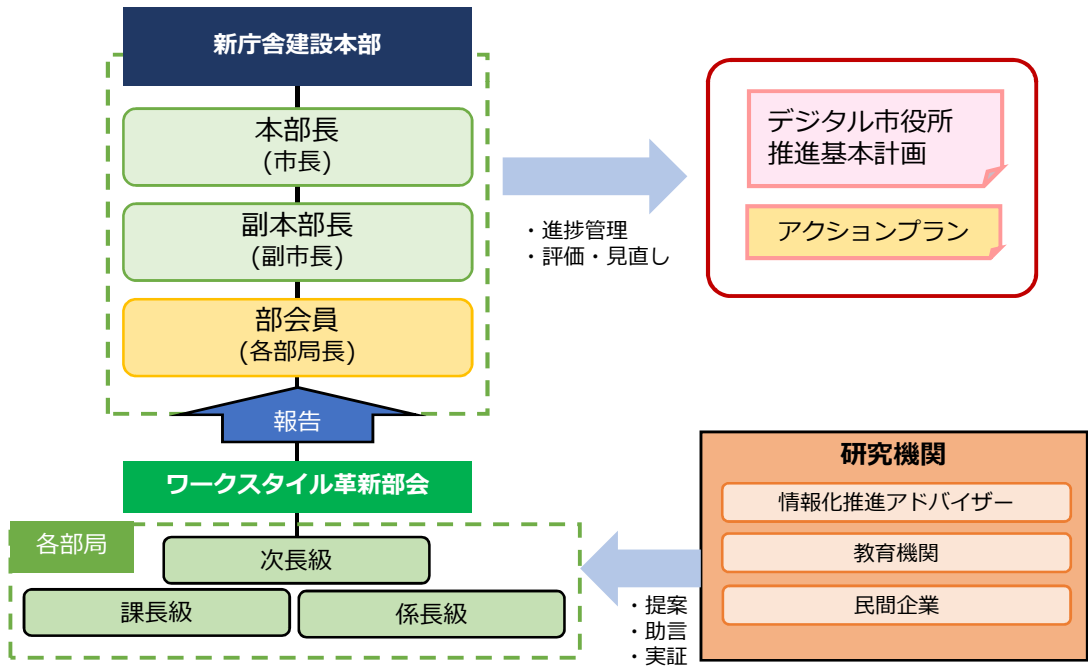 新庁舎建設本部
本部長
(市長)
副本部長
(副市長)
部会員
(各部局長)
報告
ワークスタイル革新部会
各部局
次長級
課長級
係長級
・進捗管理
・評価・見直し
デジタル市役所
推進基本計画
アクションプラン
研究機関
情報化推進アドバイザー
教育機関
民間企業
・提案
・助言
・実証